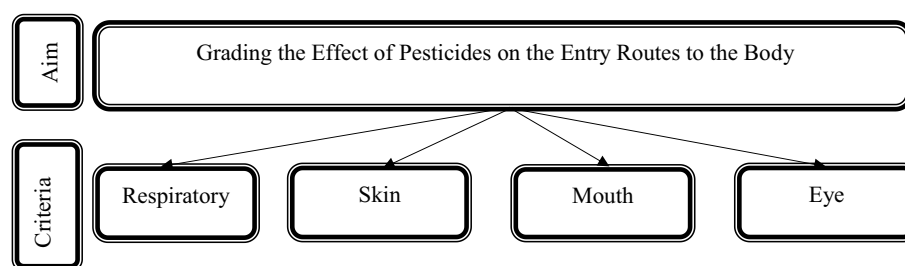 Aim
Grading the Effect of Pesticides on the Entry Routes to the Body
Criteria
Respiratory
Skin
Mouth
Eye